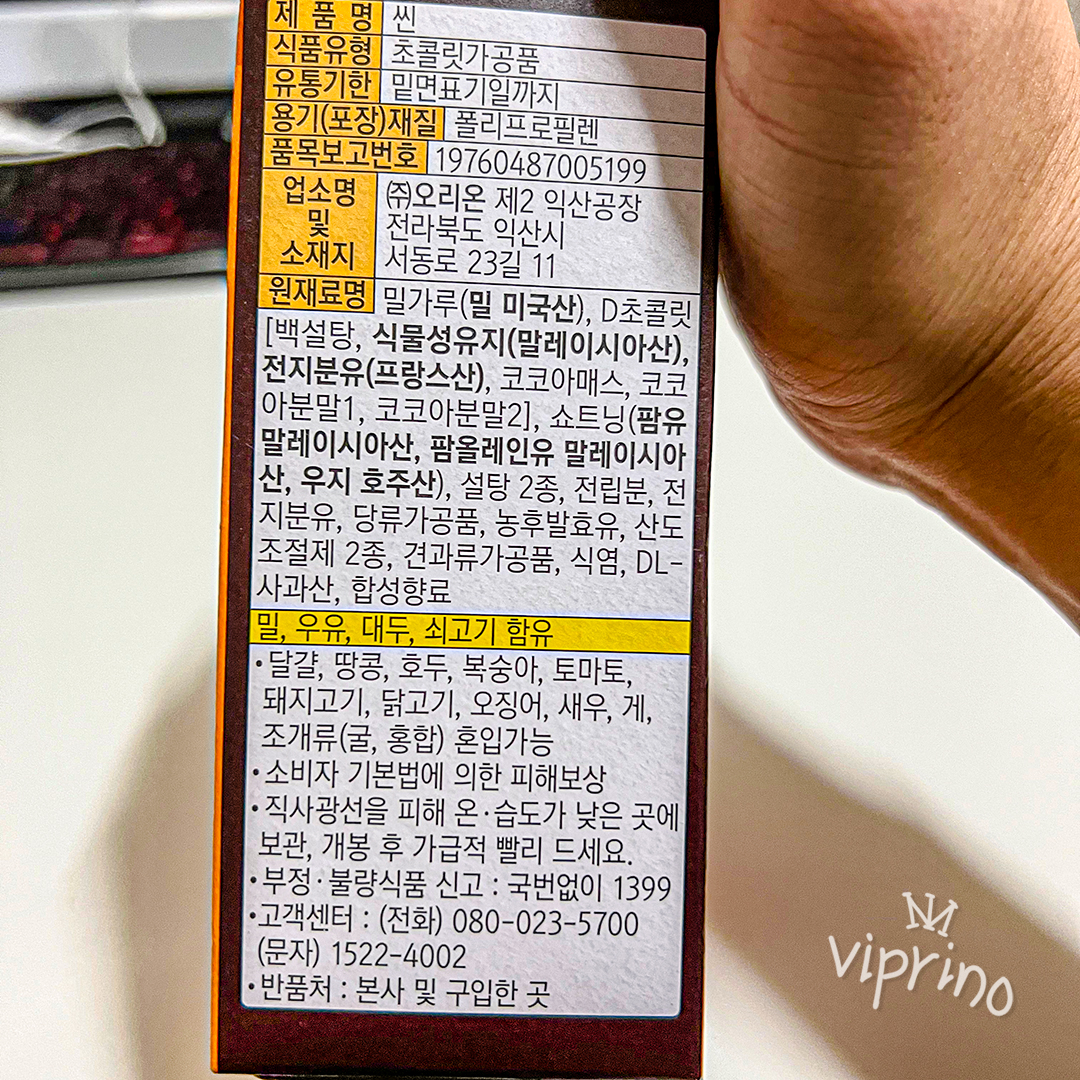 제 품 명 씬
식품유형 초콜릿가공품
유통기한 밑면표기일까지
용기(포장)재질 폴리프로필렌
품목보고번호 19760487005199
업소명 및 소재지 ㈜오리온 제2 익산공장
전라북도 익산시
서동로 23길 11
원재료명 밀가루(밀 미국산), D초콜릿
[백설탕, 식물성유지(말레이시아산),
전지분유(프랑스산), 코코아매스, 코코
아분말1, 코코아분말2], 쇼트닝(팜유
말레이시아산, 팜올레인유 말레이시아
산, 우지 호주산), 설탕 2종, 전립분, 전
지분유, 당류가공품, 농후발효유, 산도
조절제 2종, 견과류가공품, 식염, DL-
사과산, 합성향료
밀, 우유, 대두, 쇠고기 함유
•달걀, 땅콩, 호두, 복숭아, 토마토,
돼지고기, 닭고기, 오징어, 새우, 게,
조개류(굴, 홍합) 혼입가능
•소비자 기본법에 의한 피해보상
•직사광선을 피해 온·습도가 낮은 곳에
보관, 개봉 후 가급적 빨리 드세요.
•부정·불량식품 신고 : 국번없이 1399
•고객센터 : (전화) 080-023-5700
(문자) 1522-4002
•반품처 : 본사 및 구입한 곳
viprino